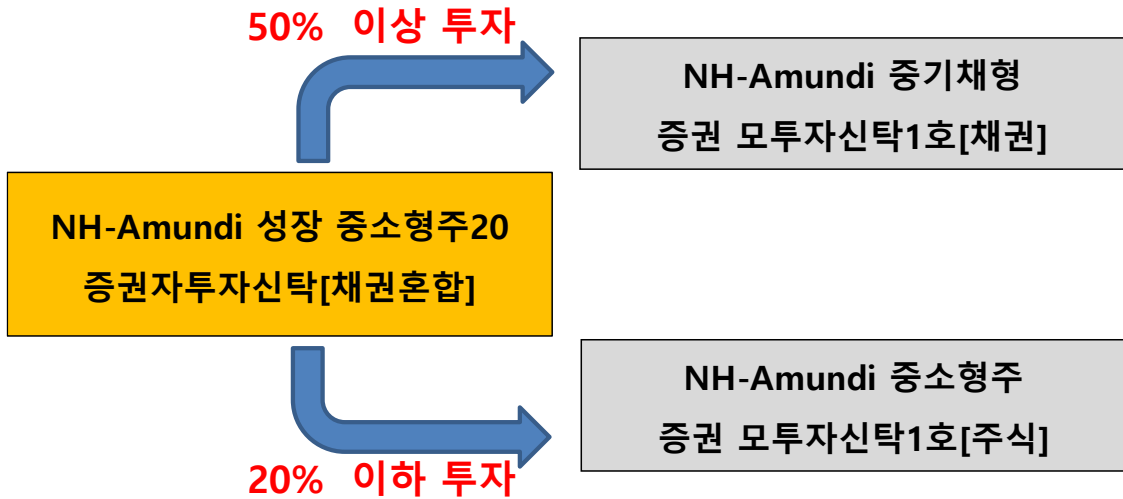 50% 이상 투자
NH-Amundi 중기채형
증권 모투자신탁1호[채권]
NH-Amundi 성장 중소형주20
증권자투자신탁[채권혼합]
NH-Amundi 중소형주
증권 모투자신탁1호[주식]
20% 이하 투자